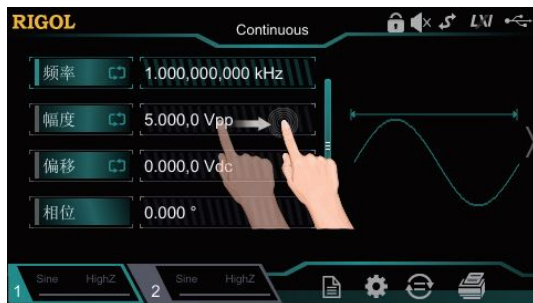 RIGOL
Continuous
LXI
频率 1.000,000,000 kHz
幅度 5.000,0 Vpp
偏移 0.000,0 Vdc
相位 0.000 °
1 Sine HighZ
2 Sine HighZ